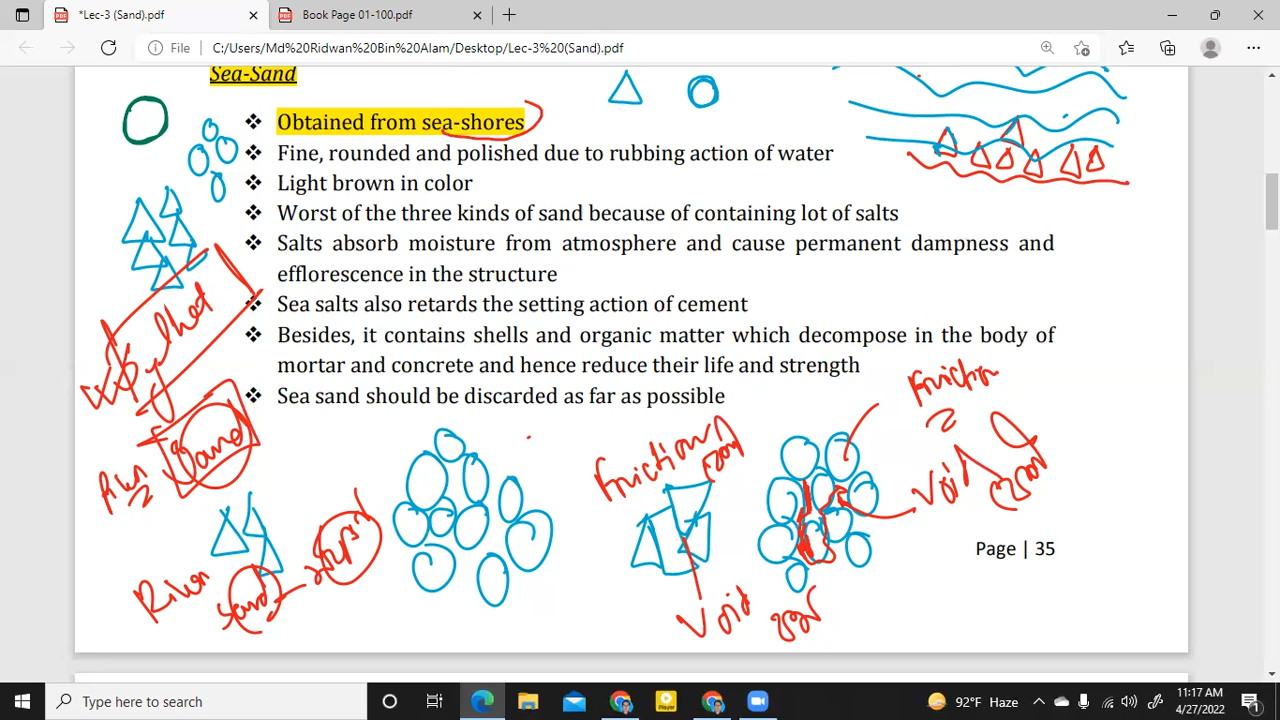 *Lec-3 (Sand).pdf
Book Page 01-100.pdf
File
C:/Users/Md%20Ridwan%20Bin%20Alam/Desktop/Lec-3%20(Sand).pdf
Sea-Sand
❖ Obtained from sea-shores
❖ Fine, rounded and polished due to rubbing action of water
❖ Light brown in color
❖ Worst of the three kinds of sand because of containing lot of salts
❖ Salts absorb moisture from atmosphere and cause permanent dampness and
efflorescence in the structure
❖ Sea salts also retards the setting action of cement
❖ Besides, it contains shells and organic matter which decompose in the body of
mortar and concrete and hence reduce their life and strength
❖ Sea sand should be discarded as far as possible
Sylhet
Sand
Friction
Friction
Void
River
Sand
Void
Page | 35
Type here to search
92°F Haze
11:17 AM
4/27/2022